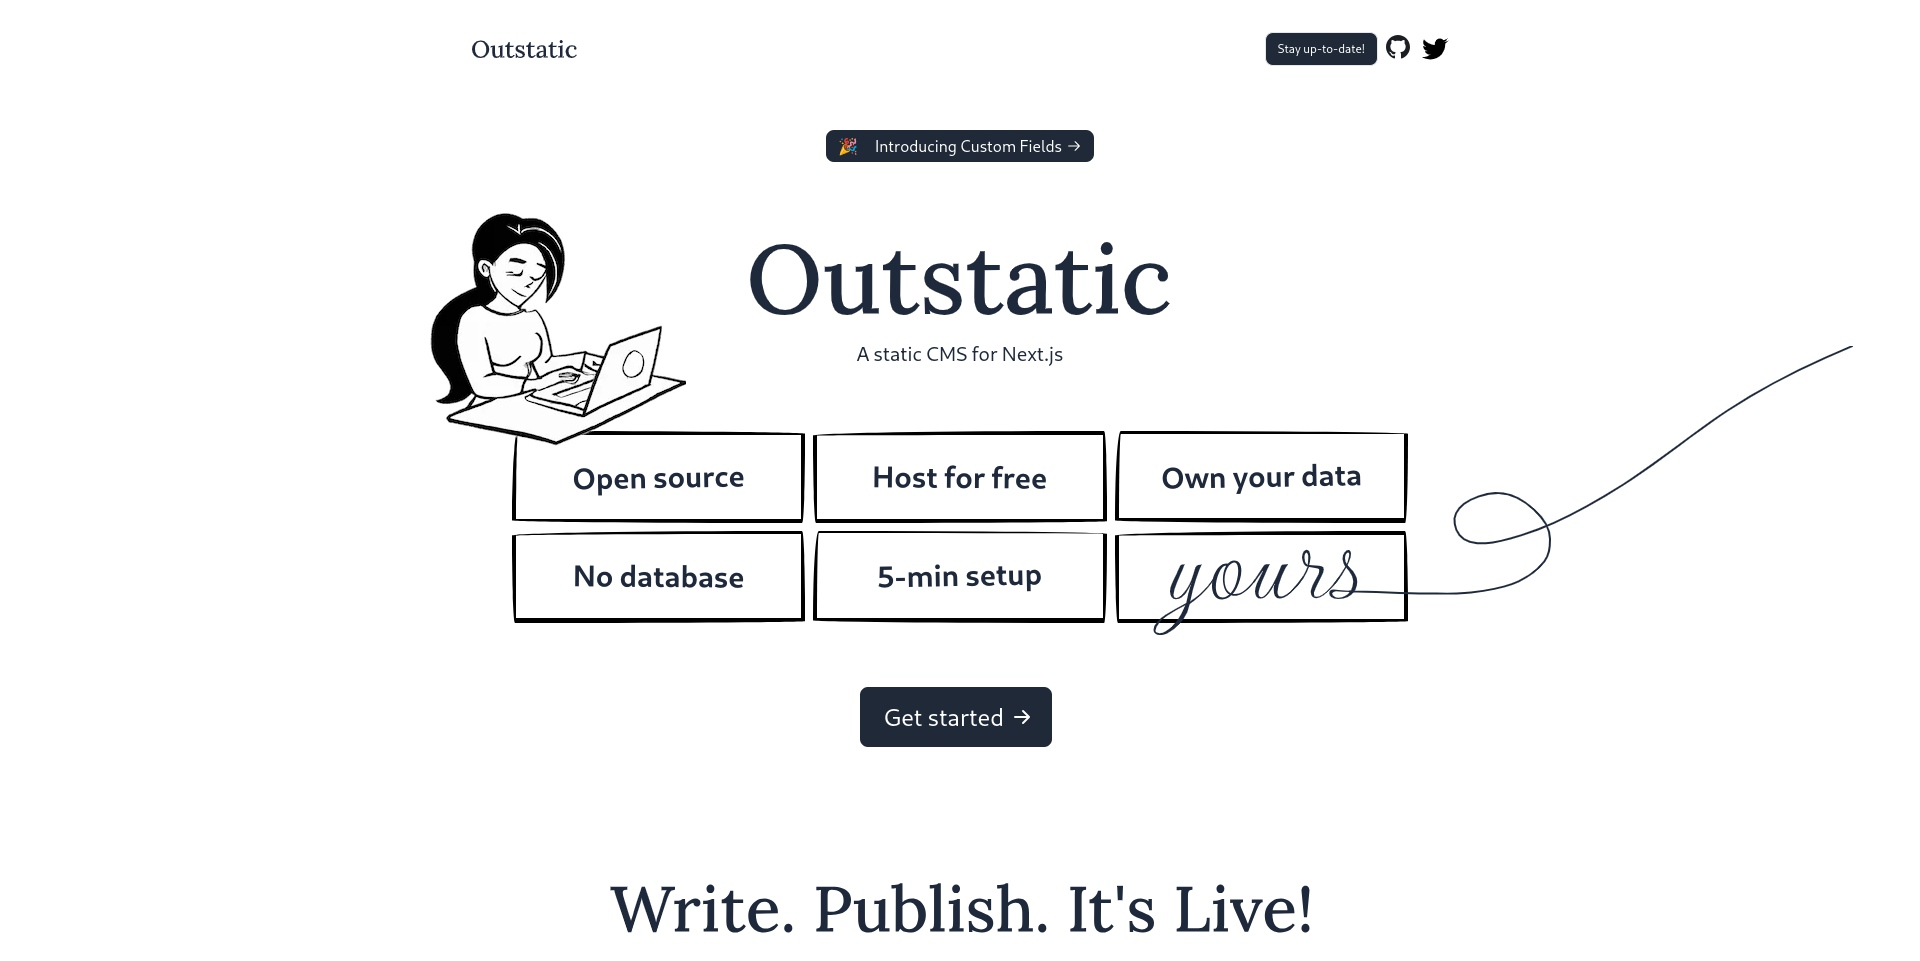 Outstatic
Stay up-to-date!
Introducing Custom Fields →
Outstatic
A static CMS for Next.js
Open source
Host for free
Own your data
No database
5-min setup
yours
Get started →
Write. Publish. It's Live!